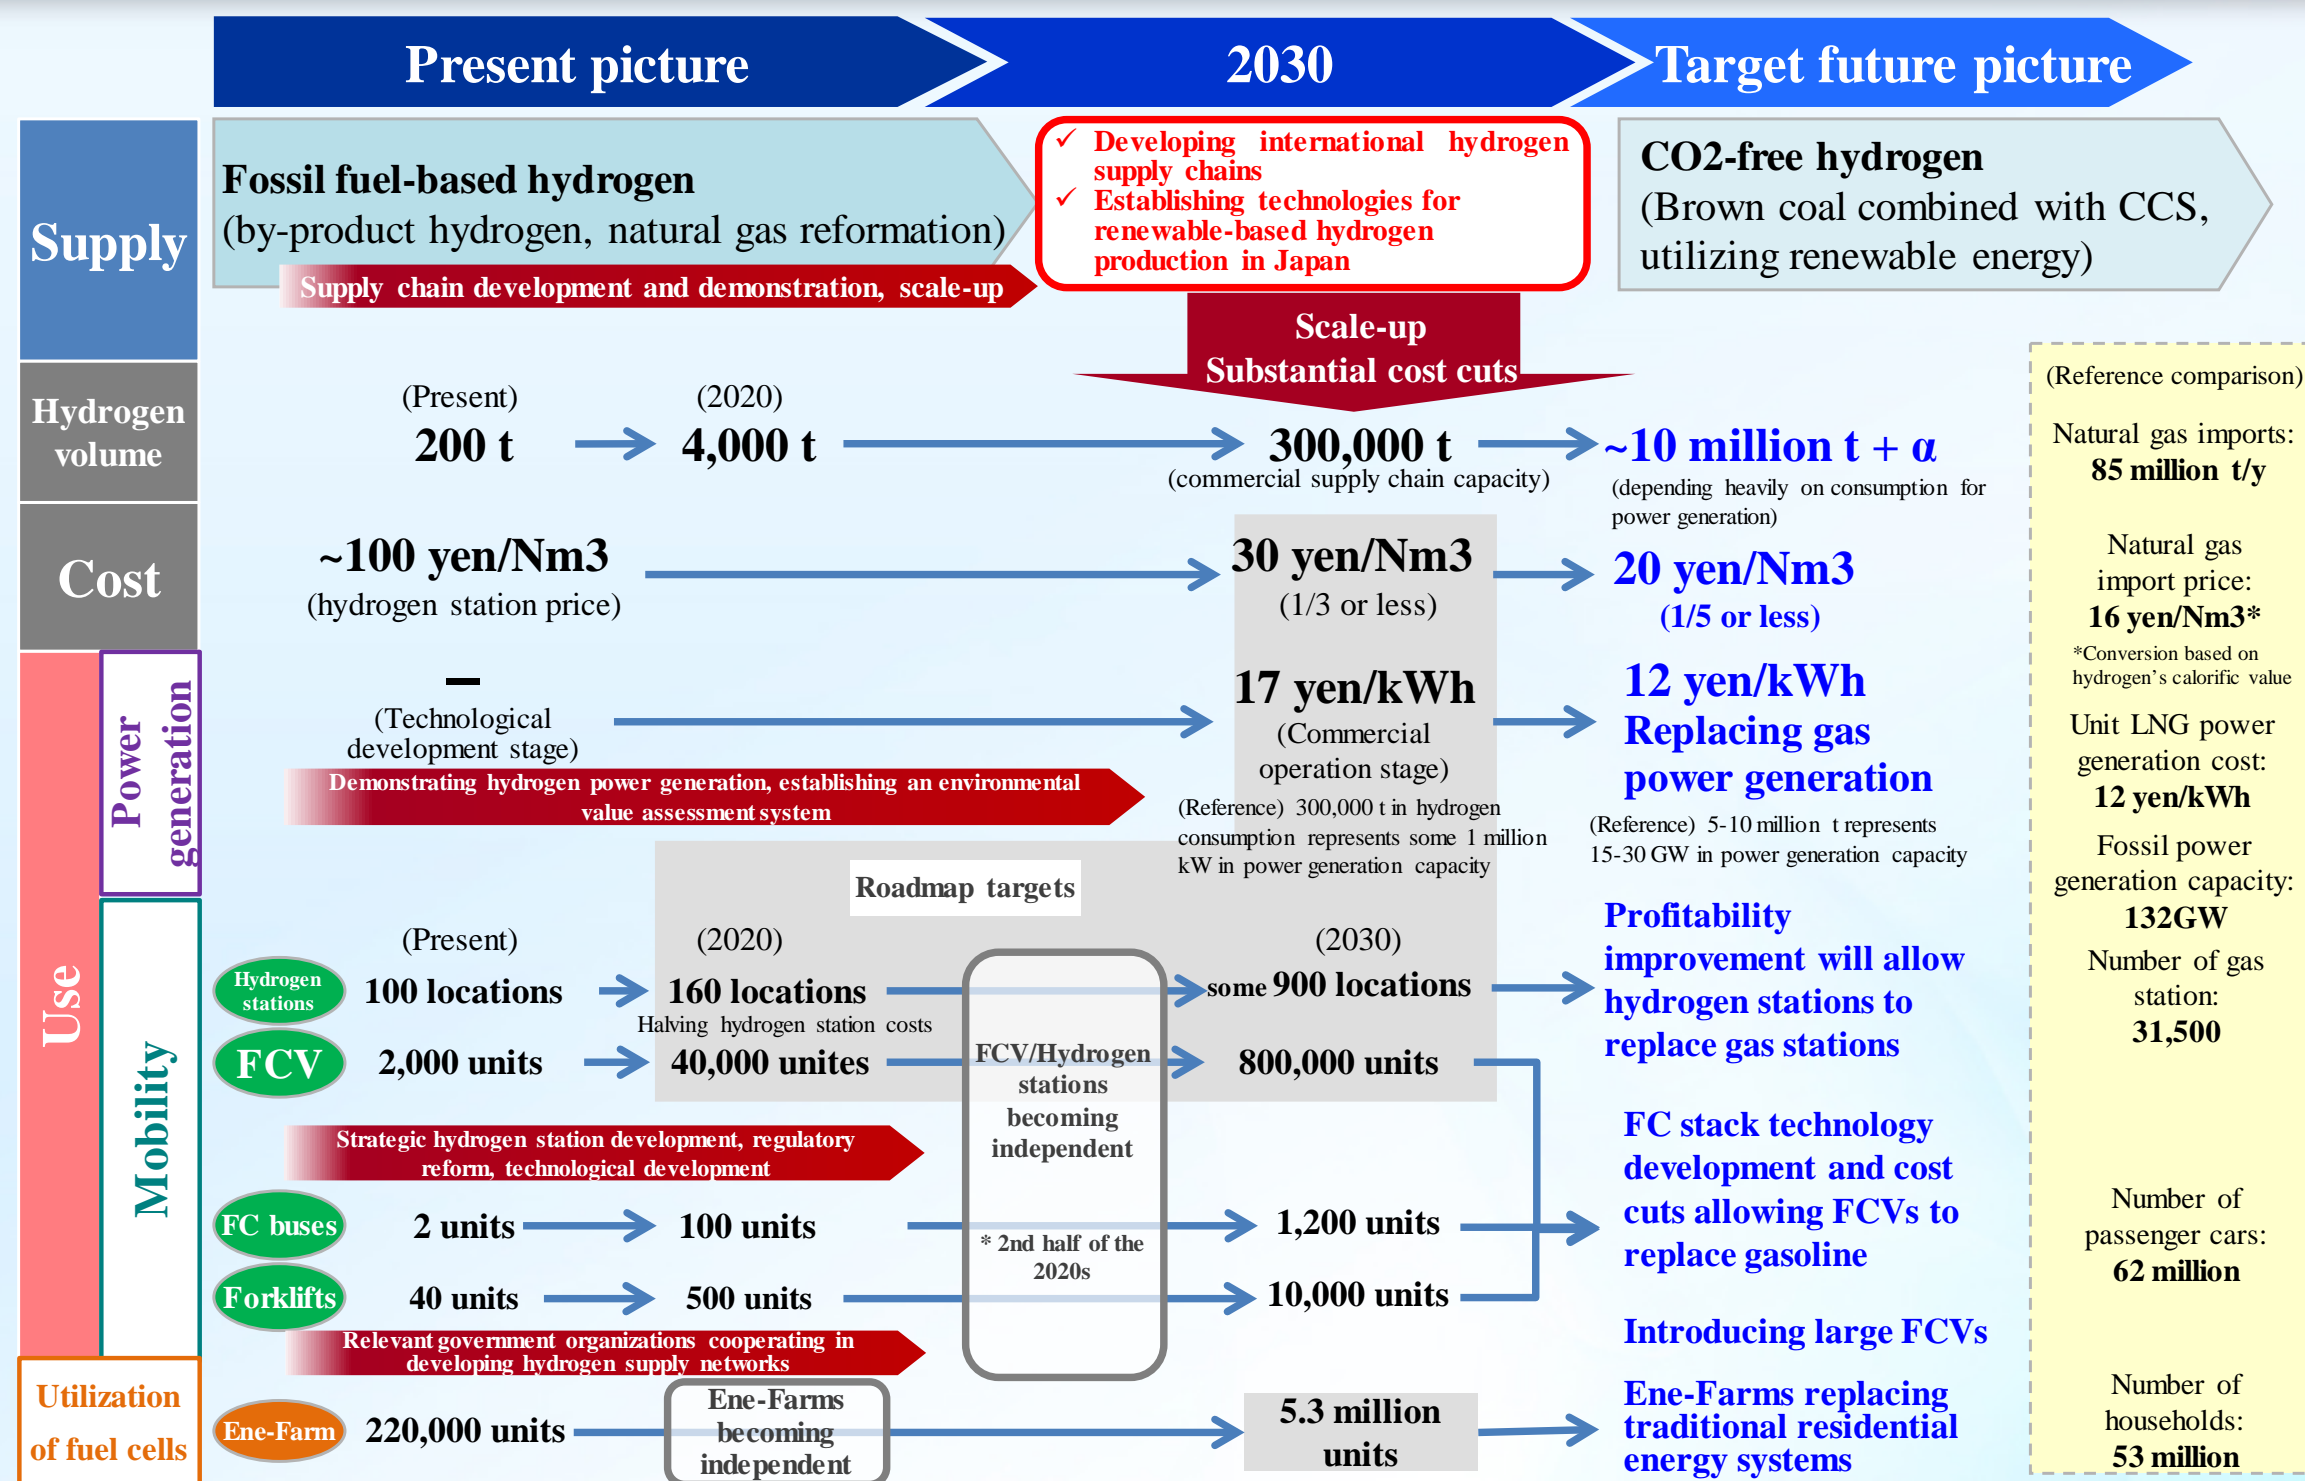 Present picture
2030
Target future picture
Supply
Fossil fuel-based hydrogen
(by-product hydrogen, natural gas reformation)
Supply chain development and demonstration, scale-up
✓ Developing international hydrogen
supply chains
✓ Establishing technologies for
renewable-based hydrogen
production in Japan
CO2-free hydrogen
(Brown coal combined with CCS,
utilizing renewable energy)
Scale-up
Substantial cost cuts
Hydrogen
volume
(Present)
200 t
(2020)
4,000 t
300,000 t
(commercial supply chain capacity)
~10 million t + α
(depending heavily on consumption for
power generation)
Cost
~100 yen/Nm3
(hydrogen station price)
30 yen/Nm3
(1/3 or less)
20 yen/Nm3
(1/5 or less)
Use
Power
generation
–
(Technological
development stage)
Demonstrating hydrogen power generation, establishing an environmental
value assessment system
17 yen/kWh
(Commercial
operation stage)
(Reference) 300,000 t in hydrogen
consumption represents some 1 million
kW in power generation capacity
12 yen/kWh
Replacing gas
power generation
(Reference) 5-10 million t represents
15-30 GW in power generation capacity
Mobility
Roadmap targets
(Present)
(2020)
(2030)
Hydrogen
stations
100 locations
160 locations
Halving hydrogen station costs
some 900 locations
Profitability
improvement will allow
hydrogen stations to
replace gas stations
FCV
2,000 units
40,000 unites
800,000 units
FCV/Hydrogen
stations
becoming
independent
* 2nd half of the
2020s
Strategic hydrogen station development, regulatory
reform, technological development
FC buses
2 units
100 units
1,200 units
Forklifts
40 units
500 units
10,000 units
FC stack technology
development and cost
cuts allowing FCVs to
replace gasoline
Introducing large FCVs
Relevant government organizations cooperating in
developing hydrogen supply networks
Utilization
of fuel cells
Ene-Farm
220,000 units
Ene-Farms
becoming
independent
5.3 million
units
Ene-Farms replacing
traditional residential
energy systems
(Reference comparison)
Natural gas imports:
85 million t/y
Natural gas
import price:
16 yen/Nm3*
*Conversion based on
hydrogen's calorific value
Unit LNG power
generation cost:
12 yen/kWh
Fossil power
generation capacity:
132GW
Number of gas
station:
31,500
Number of
passenger cars:
62 million
Number of
households:
53 million